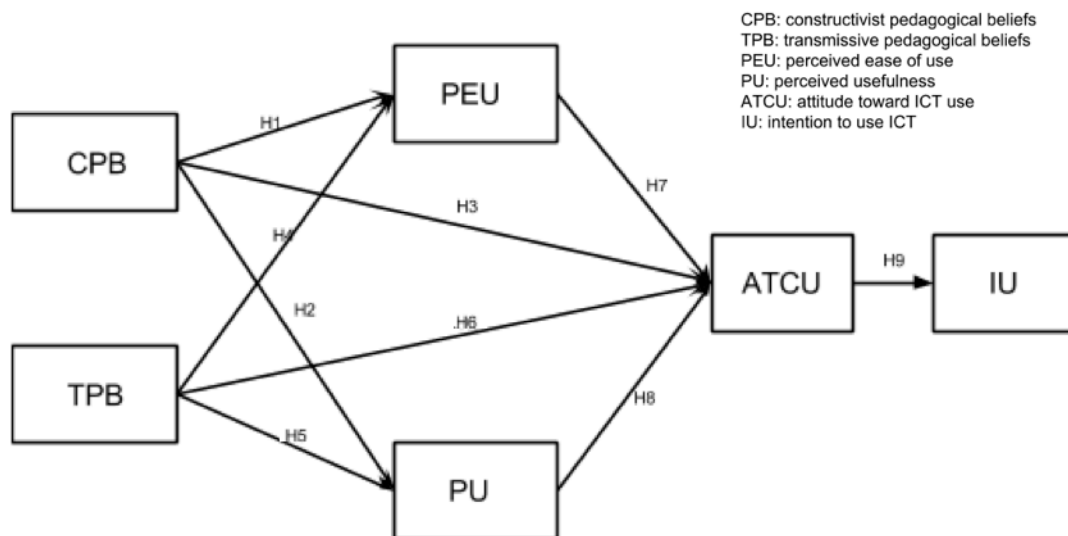 CPB: constructivist pedagogical beliefs
TPB: transmissive pedagogical beliefs
PEU: perceived ease of use
PU: perceived usefulness
ATCU: attitude toward ICT use
IU: intention to use ICT
PEU
CPB
H1
H7
H3
H4
ATCU
H9
IU
H2
.H6
TPB
H8
.H5
PU